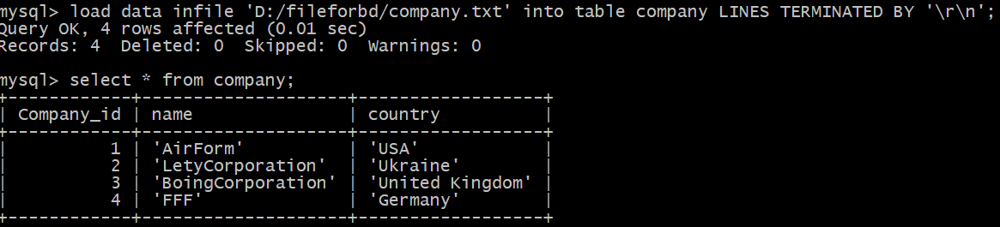 mysql> load data infile 'D:/fileforbd/company.txt' into table company LINES TERMINATED BY '\r\n';
Query OK, 4 rows affected (0.01 sec)
Records: 4  Deleted: 0  Skipped: 0  Warnings: 0

mysql> select * from company;
+------------+--------------------+------------------+
| Company_id | name               | country          |
+------------+--------------------+------------------+
|          1 | 'AirForm'          | 'USA'            |
|          2 | 'LetyCorporation'  | 'Ukraine'        |
|          3 | 'BoingCorporation' | 'United Kingdom' |
|          4 | 'FFF'              | 'Germany'        |
+------------+--------------------+------------------+